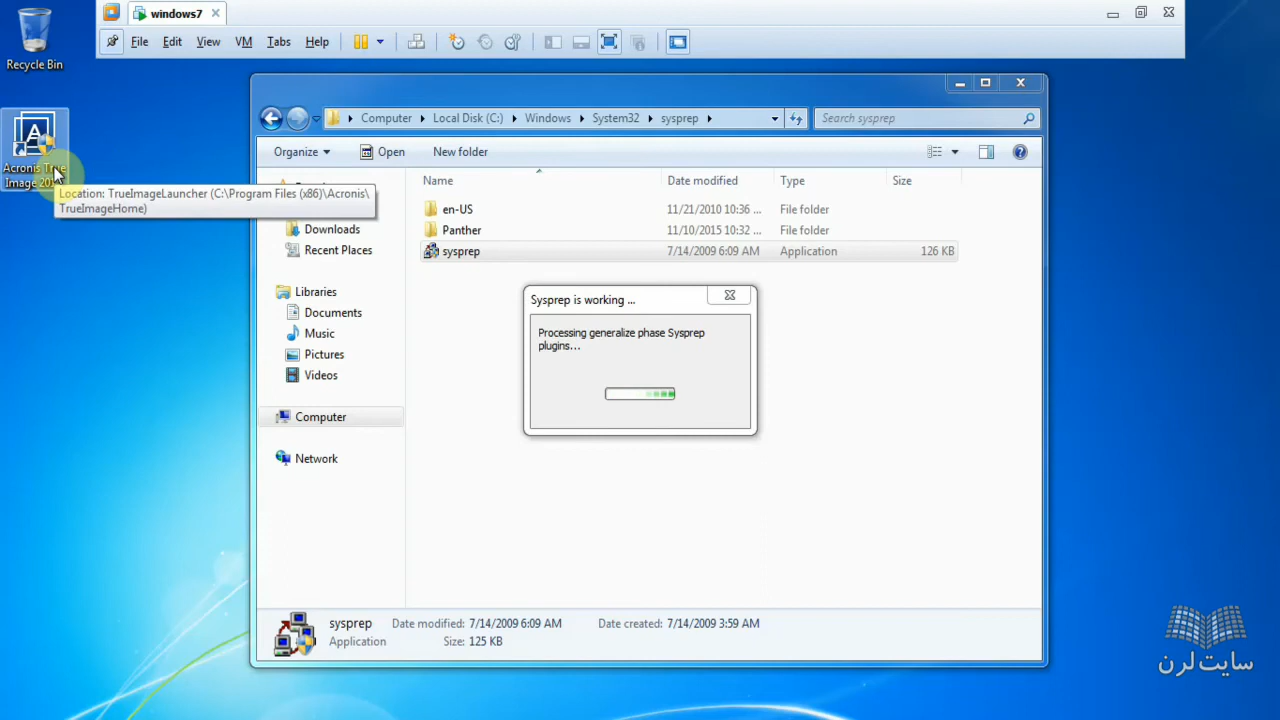 windows7
File Edit View VM Tabs Help
Recycle Bin
Computer Local Disk (C:) Windows System32 sysprep
Search sysprep
Acronis True
Image
Organize Open New folder
Name Date modified Type Size
Location: TrueImageLauncher (C:\Program Files (x86)\Acronis\
TrueImageHome)
en-US 11/21/2010 10:36 ... File folder
Downloads
Panther 11/10/2015 10:32 ... File folder
Recent Places
sysprep 7/14/2009 6:09 AM Application 126 KB
Libraries
Documents
Music
Pictures
Videos
Computer
Network
Sysprep is working ...
Processing generalize phase Sysprep
plugins...
sysprep Date modified: 7/14/2009 6:09 AM Date created: 7/14/2009 3:59 AM
Application Size: 125 KB
سایت لرن